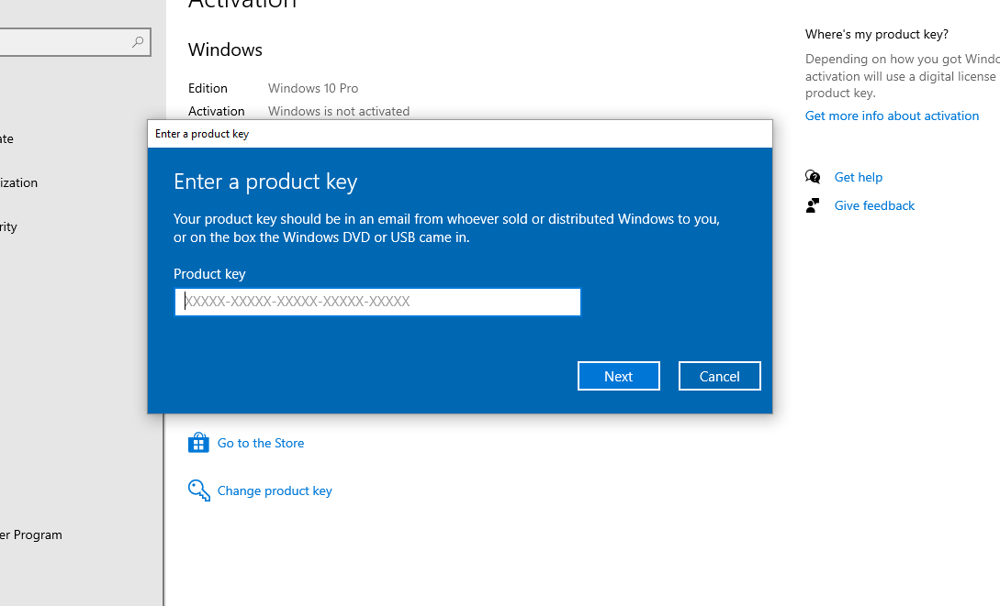 Activation
Windows
Edition Windows 10 Pro
Activation Windows is not activated
Enter a product key
Enter a product key
Your product key should be in an email from whoever sold or distributed Windows to you,
or on the box the Windows DVD or USB came in.
Product key
XXXXX-XXXXX-XXXXX-XXXXX-XXXXX
Next Cancel
Go to the Store
Change product key
ate
ization
rity
er Program
Where's my product key?
Depending on how you got Windo
activation will use a digital license
product key.
Get more info about activation
Get help
Give feedback